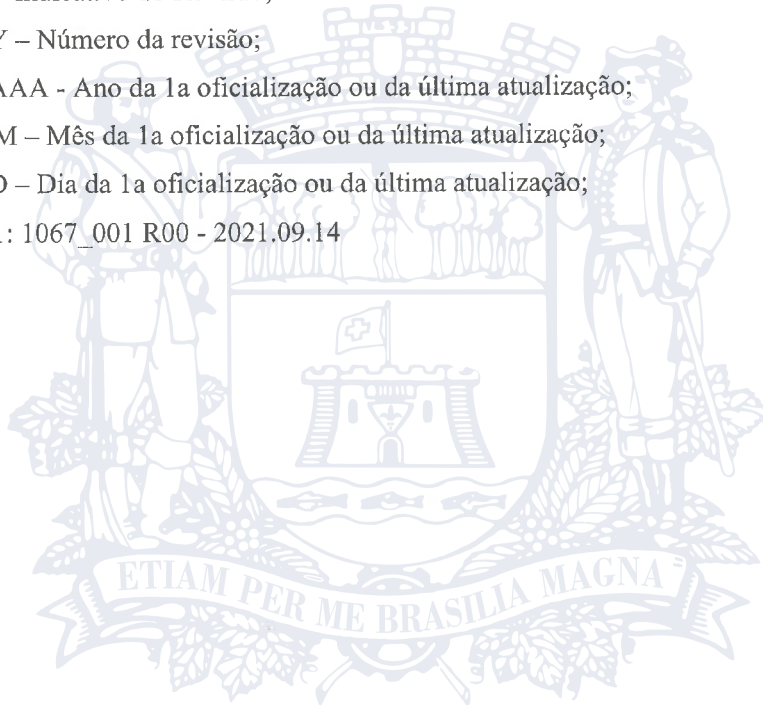 Y – Número da revisão;
AAA - Ano da 1a oficialização ou da última atualização;
M – Mês da 1a oficialização ou da última atualização;
D – Dia da 1a oficialização ou da última atualização;
: 1067_001 R00 - 2021.09.14
ETIAM PER ME BRASILIA MAGNA